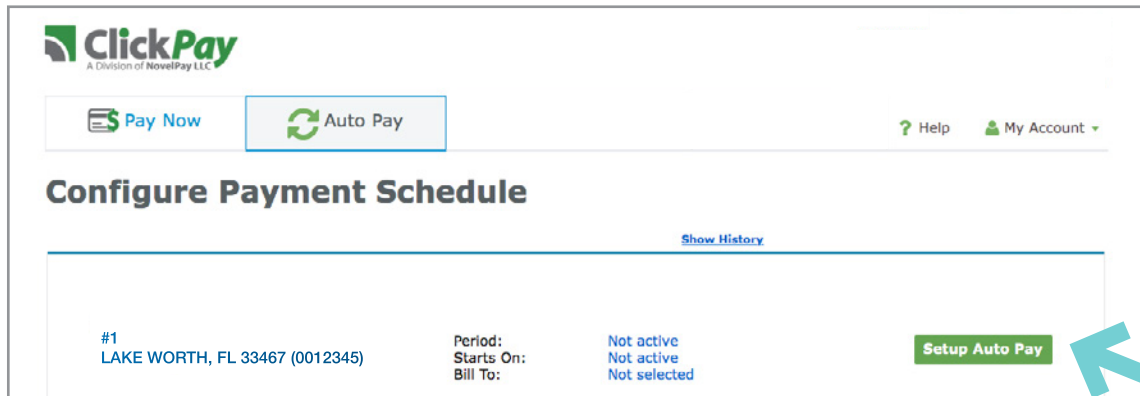 ClickPay
A Division of NovelPay LLC
Pay Now
Auto Pay
? Help
My Account
Configure Payment Schedule
Show History
#1
LAKE WORTH, FL 33467 (0012345)
Period: Not active
Starts On: Not active
Bill To: Not selected
Setup Auto Pay